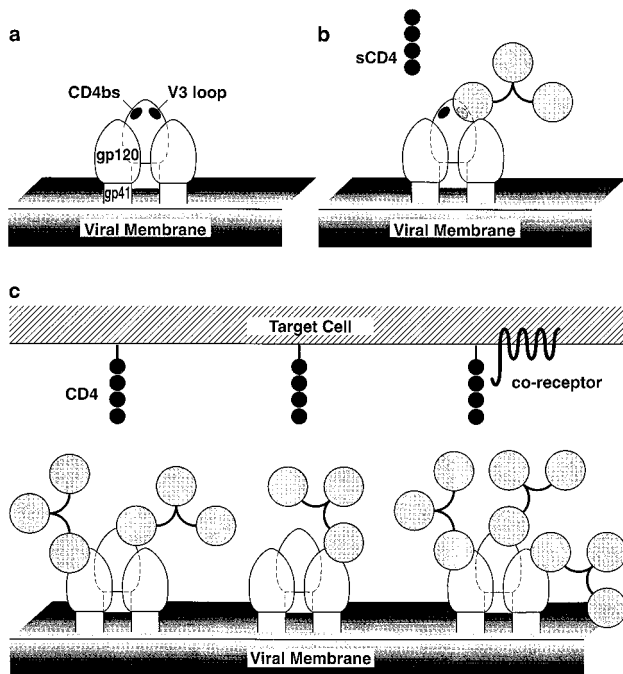 a
CD4bs
V3 loop
gp120
gp41
Viral Membrane
b
sCD4
Viral Membrane
c
Target Cell
CD4
co-receptor
Viral Membrane